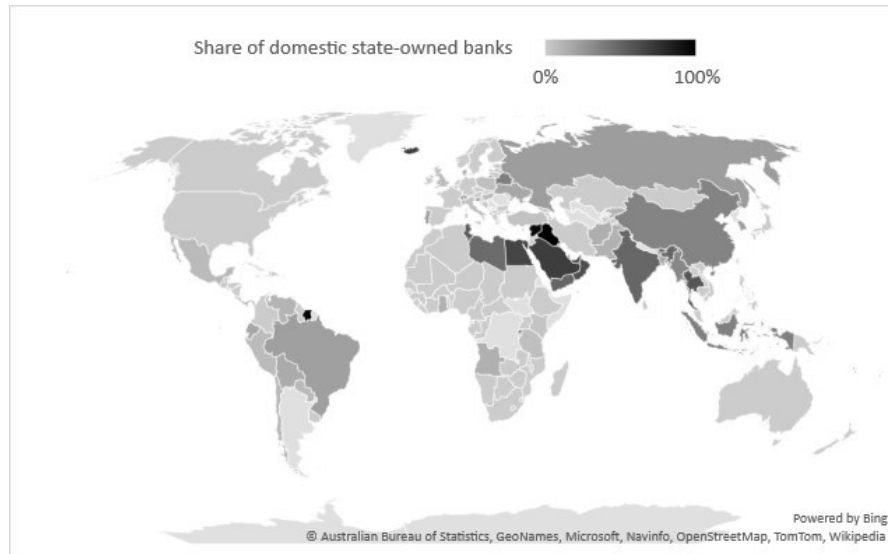 Share of domestic state-owned banks
0% 100%
Powered by Bing
© Australian Bureau of Statistics, GeoNames, Microsoft, Navinfo, OpenStreetMap, TomTom, Wikipedia